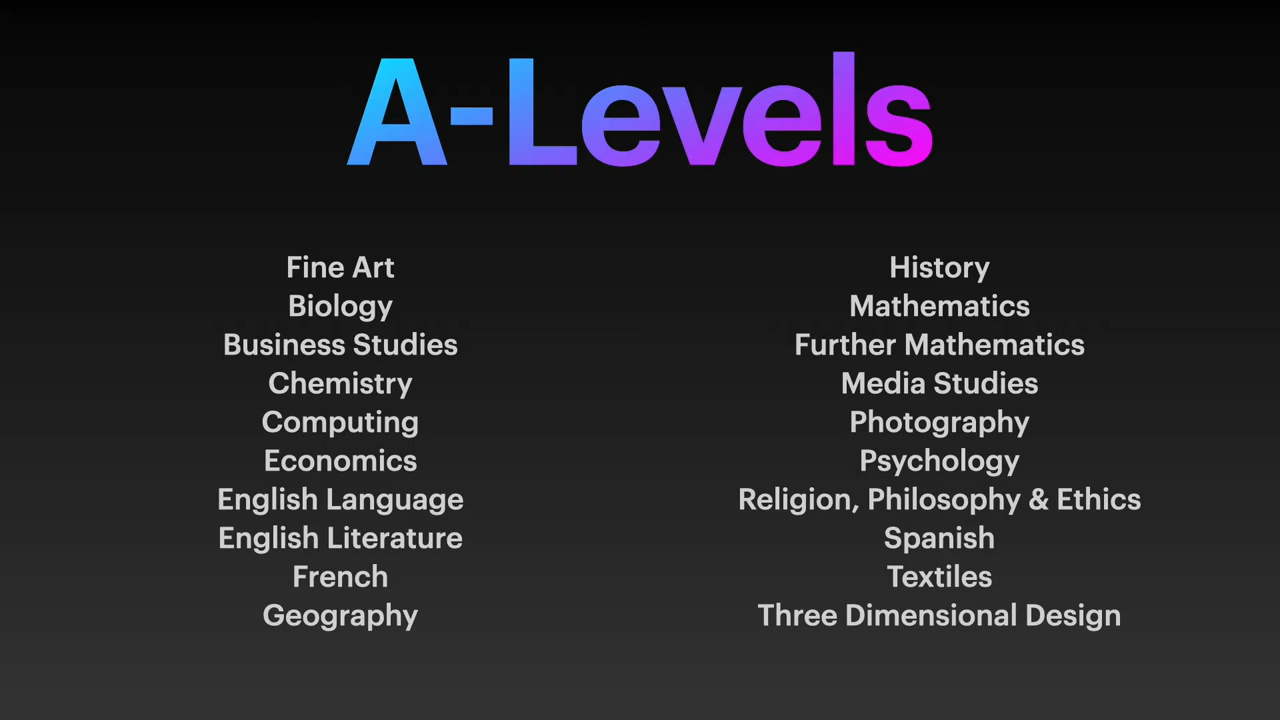 A-Levels
Fine Art
Biology
Business Studies
Chemistry
Computing
Economics
English Language
English Literature
French
Geography
History
Mathematics
Further Mathematics
Media Studies
Photography
Psychology
Religion, Philosophy & Ethics
Spanish
Textiles
Three Dimensional Design